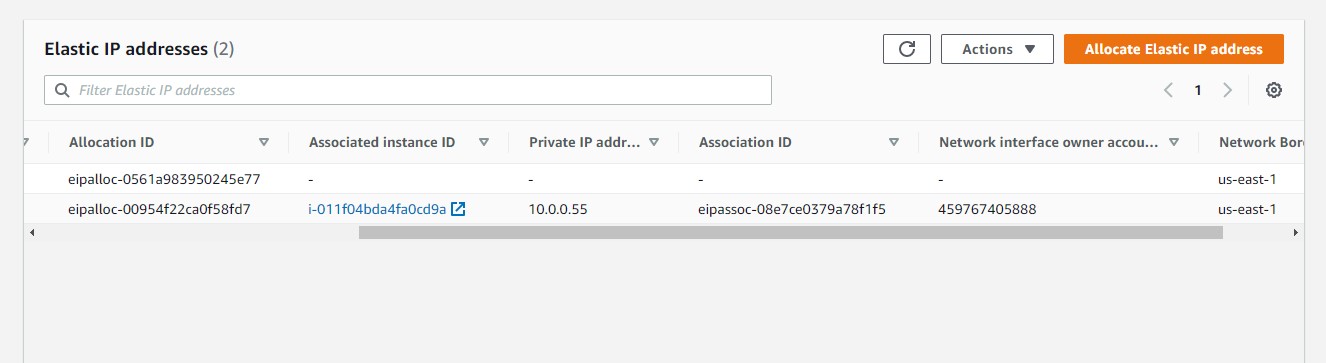 Elastic IP addresses (2)
Actions
Allocate Elastic IP address
Filter Elastic IP addresses
1
Allocation ID Associated instance ID Private IP addr... Association ID Network interface owner accou... Network Bor
eipalloc-0561a983950245e77 - - - - us-east-1
eipalloc-00954f22ca0f58fd7 i-011f04bda4fa0cd9a 10.0.0.55 eipassoc-08e7ce0379a78f1f5 459767405888 us-east-1